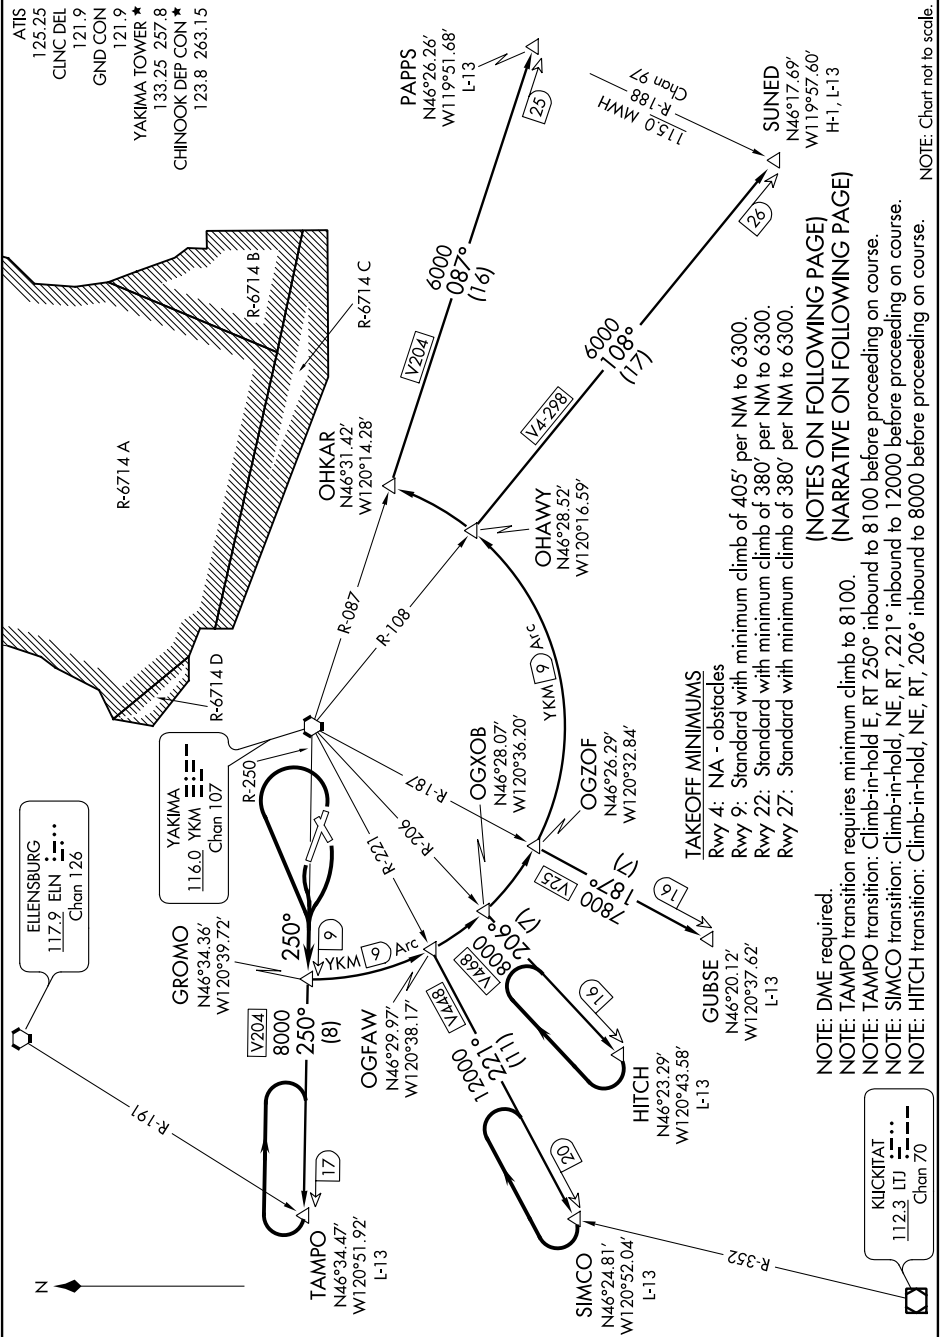 ATIS
125.25
CLNC DEL
121.9
GND CON
121.9
YAKIMA TOWER ★
133.25 257.8
CHINOOK DEP CON ★
123.8 263.15
R-6714 A
R-6714 B
R-6714 C
R-6714 D
PAPPS
N46°26.26'
W119°51.68'
L-13
25
115.0 MWH
R-188
Chan 97
SUNED
N46°17.69'
W119°57.60'
H-1, L-13
26
NOTE: Chart not to scale.
V204
6000
087°
(16)
V4-298
6000
108°
(17)
OHKAR
N46°31.42'
W120°14.28'
OHAWY
N46°28.52'
W120°16.59'
R-087
R-108
YKM 9 Arc
ELLENSBURG
117.9 ELN
Chan 126
YAKIMA
116.0 YKM
Chan 107
R-250
R-187
R-206
R-221
OGXOB
N46°28.07'
W120°36.20'
OGZOF
N46°26.29'
W120°32.84'
GROMO
N46°34.36'
W120°39.72'
250°
9
YKM 9 Arc
OGFAW
N46°29.97'
W120°38.17'
V204
8000
250°
(8)
V448
12000
221°
(11)
V468
8000
206°
(7)
V25
7800
187°
(7)
16
GUBSE
N46°20.12'
W120°37.62'
L-13
16
HITCH
N46°23.29'
W120°43.58'
L-13
20
SIMCO
N46°24.81'
W120°52.04'
L-13
17
TAMPO
N46°34.47'
W120°51.92'
L-13
R-191
R-352
N
KLICKITAT
112.3 LTJ
Chan 70
TAKEOFF MINIMUMS
Rwy 4: NA - obstacles
Rwy 9: Standard with minimum climb of 405' per NM to 6300.
Rwy 22: Standard with minimum climb of 380' per NM to 6300.
Rwy 27: Standard with minimum climb of 380' per NM to 6300.
(NOTES ON FOLLOWING PAGE)
(NARRATIVE ON FOLLOWING PAGE)
NOTE: DME required.
NOTE: TAMPO transition requires minimum climb to 8100.
NOTE: TAMPO transition: Climb-in-hold E, RT 250° inbound to 8100 before proceeding on course.
NOTE: SIMCO transition: Climb-in-hold, NE, RT, 221° inbound to 12000 before proceeding on course.
NOTE: HITCH transition: Climb-in-hold, NE, RT, 206° inbound to 8000 before proceeding on course.